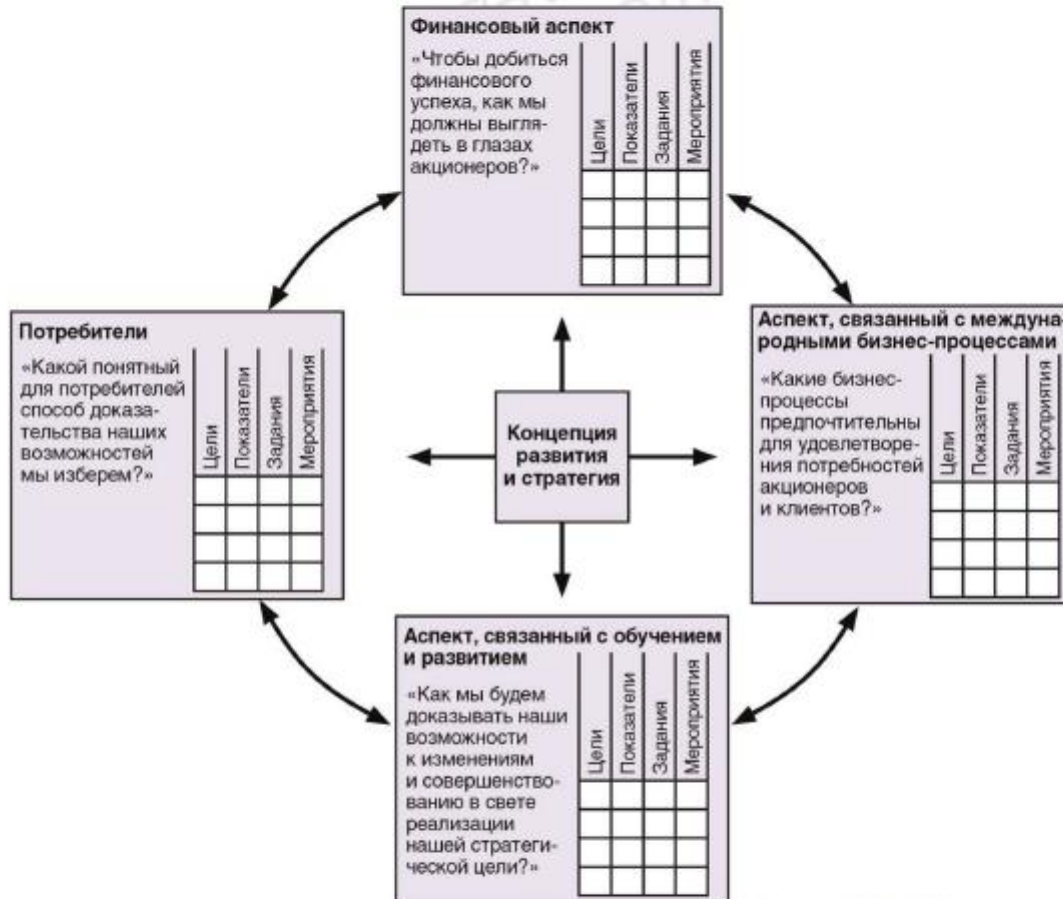 Финансовый аспект
«Чтобы добиться
финансового
успеха, как мы
должны выгля-
деть в глазах
акционеров?»
Цели
Показатели
Задания
Мероприятия
Потребители
«Какой понятный
для потребителей
способ доказа-
тельства наших
возможностей
мы изберем?»
Цели
Показатели
Задания
Мероприятия
Концепция
развития
и стратегия
Аспект, связанный с междуна-
родными бизнес-процессами
«Какие бизнес-
процессы
предпочтительны
для удовлетворе-
ния потребностей
акционеров
и клиентов?»
Цели
Показатели
Задания
Мероприятия
Аспект, связанный с обучением
и развитием
«Как мы будем
доказывать наши
возможности
к изменениям
и совершенство-
ванию в свете
реализации
нашей стратеги-
ческой цели?»
Цели
Показатели
Задания
Мероприятия